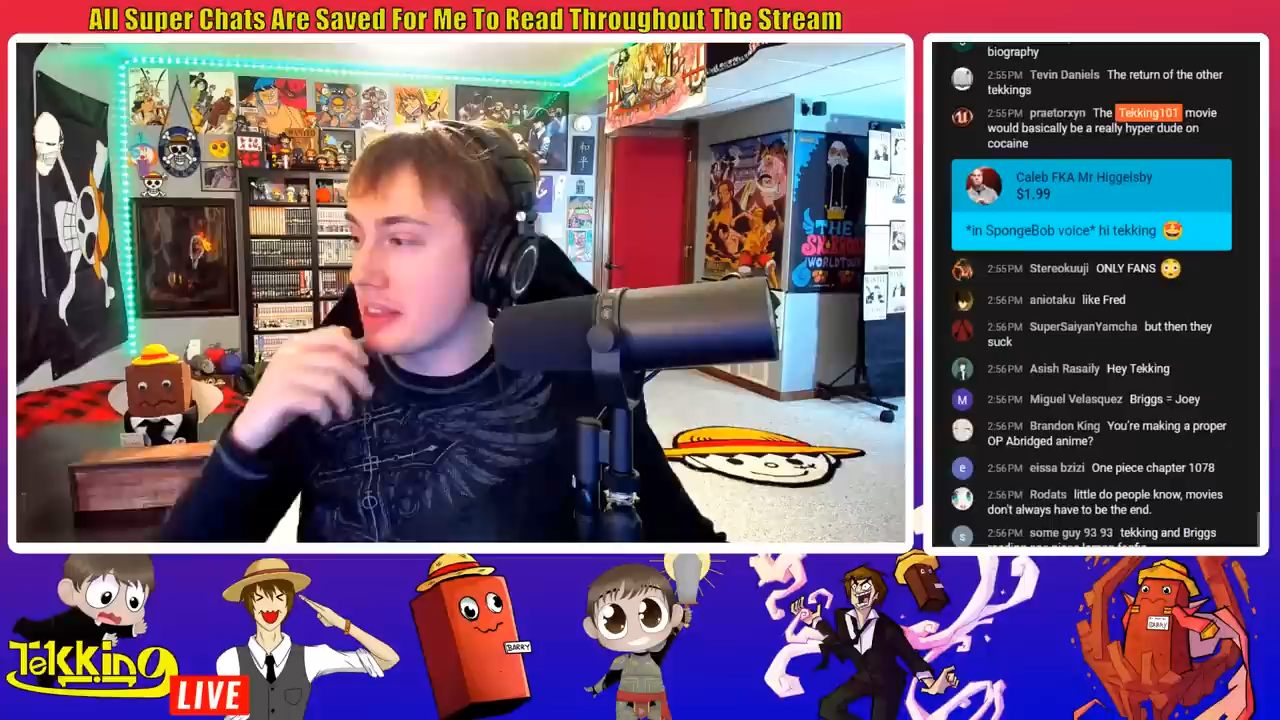 All Super Chats Are Saved For Me To Read Throughout The Stream
biography
2:55PM Tevin Daniels The return of the other
tekkings
2:55PM praetorxyn The Tekking101 movie
would basically be a really hyper dude on
cocaine
Caleb FKA Mr Higgelsby
$1.99
*in SpongeBob voice* hi tekking
2:55PM Stereokuuji ONLY FANS
2:56PM aniotaku like Fred
2:56PM SuperSaiyanYamcha but then they
suck
2:56PM Asish Rasaily Hey Tekking
M
2:56PM Miguel Velasquez Briggs = Joey
2:56PM Brandon King You're making a proper
OP Abridged anime?
e
2:56PM eissa bzizi One piece chapter 1078
2:56PM Rodats little do people know, movies
don't always have to be the end.
s
2:56PM some guy 93 93 tekking and Briggs
WANTED
和
平
THE
WORLD TOUR
BARRY
BARRY
TeKKinG
LIVE